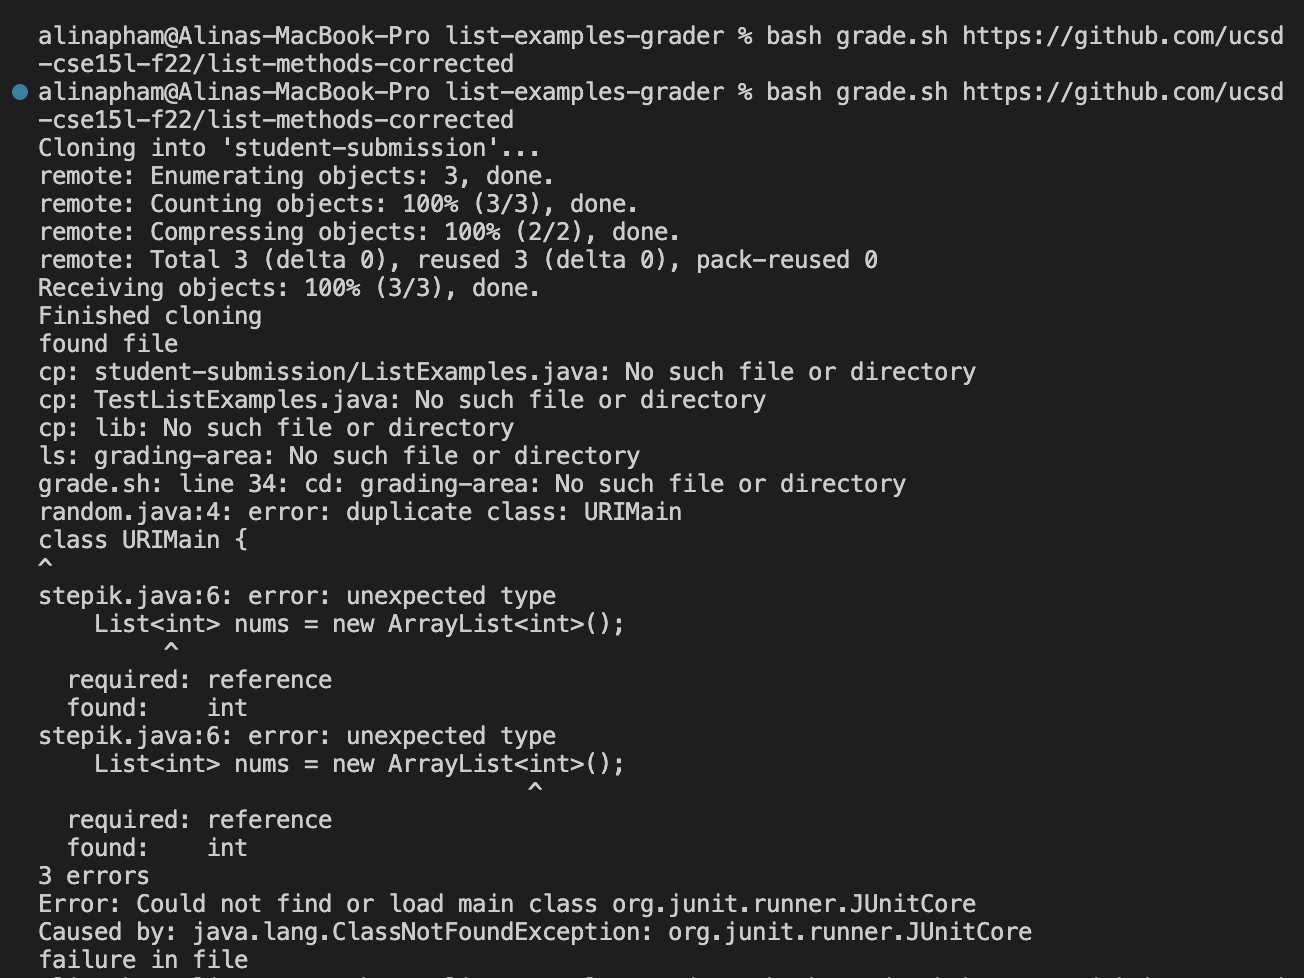 alinapham@Alinas-MacBook-Pro list-examples-grader % bash grade.sh https://github.com/ucsd
-cse15l-f22/list-methods-corrected
alinapham@Alinas-MacBook-Pro list-examples-grader % bash grade.sh https://github.com/ucsd
-cse15l-f22/list-methods-corrected
Cloning into 'student-submission'...
remote: Enumerating objects: 3, done.
remote: Counting objects: 100% (3/3), done.
remote: Compressing objects: 100% (2/2), done.
remote: Total 3 (delta 0), reused 3 (delta 0), pack-reused 0
Receiving objects: 100% (3/3), done.
Finished cloning
found file
cp: student-submission/ListExamples.java: No such file or directory
cp: TestListExamples.java: No such file or directory
cp: lib: No such file or directory
ls: grading-area: No such file or directory
grade.sh: line 34: cd: grading-area: No such file or directory
random.java:4: error: duplicate class: URIMain
class URIMain {
^
stepik.java:6: error: unexpected type
    List<int> nums = new ArrayList<int>();
         ^
  required: reference
  found:    int
stepik.java:6: error: unexpected type
    List<int> nums = new ArrayList<int>();
                                   ^
  required: reference
  found:    int
3 errors
Error: Could not find or load main class org.junit.runner.JUnitCore
Caused by: java.lang.ClassNotFoundException: org.junit.runner.JUnitCore
failure in file